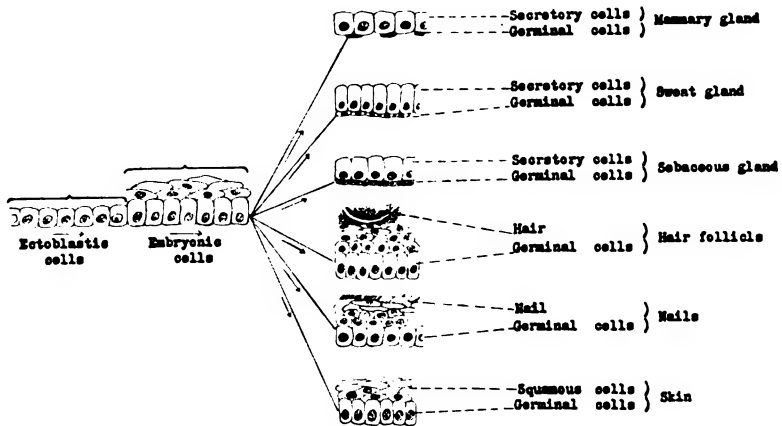 Secretory cells } Mammary gland
Germinal cells
Secretory cells } Sweat gland
Germinal cells
Secretory cells } Sebaceous gland
Germinal cells
Ectoblastic cells
Embryonic cells
Hair } Hair follicls
Germinal cells
Nail } Nails
Germinal cells
Squamous cells } Skin
Germinal cells